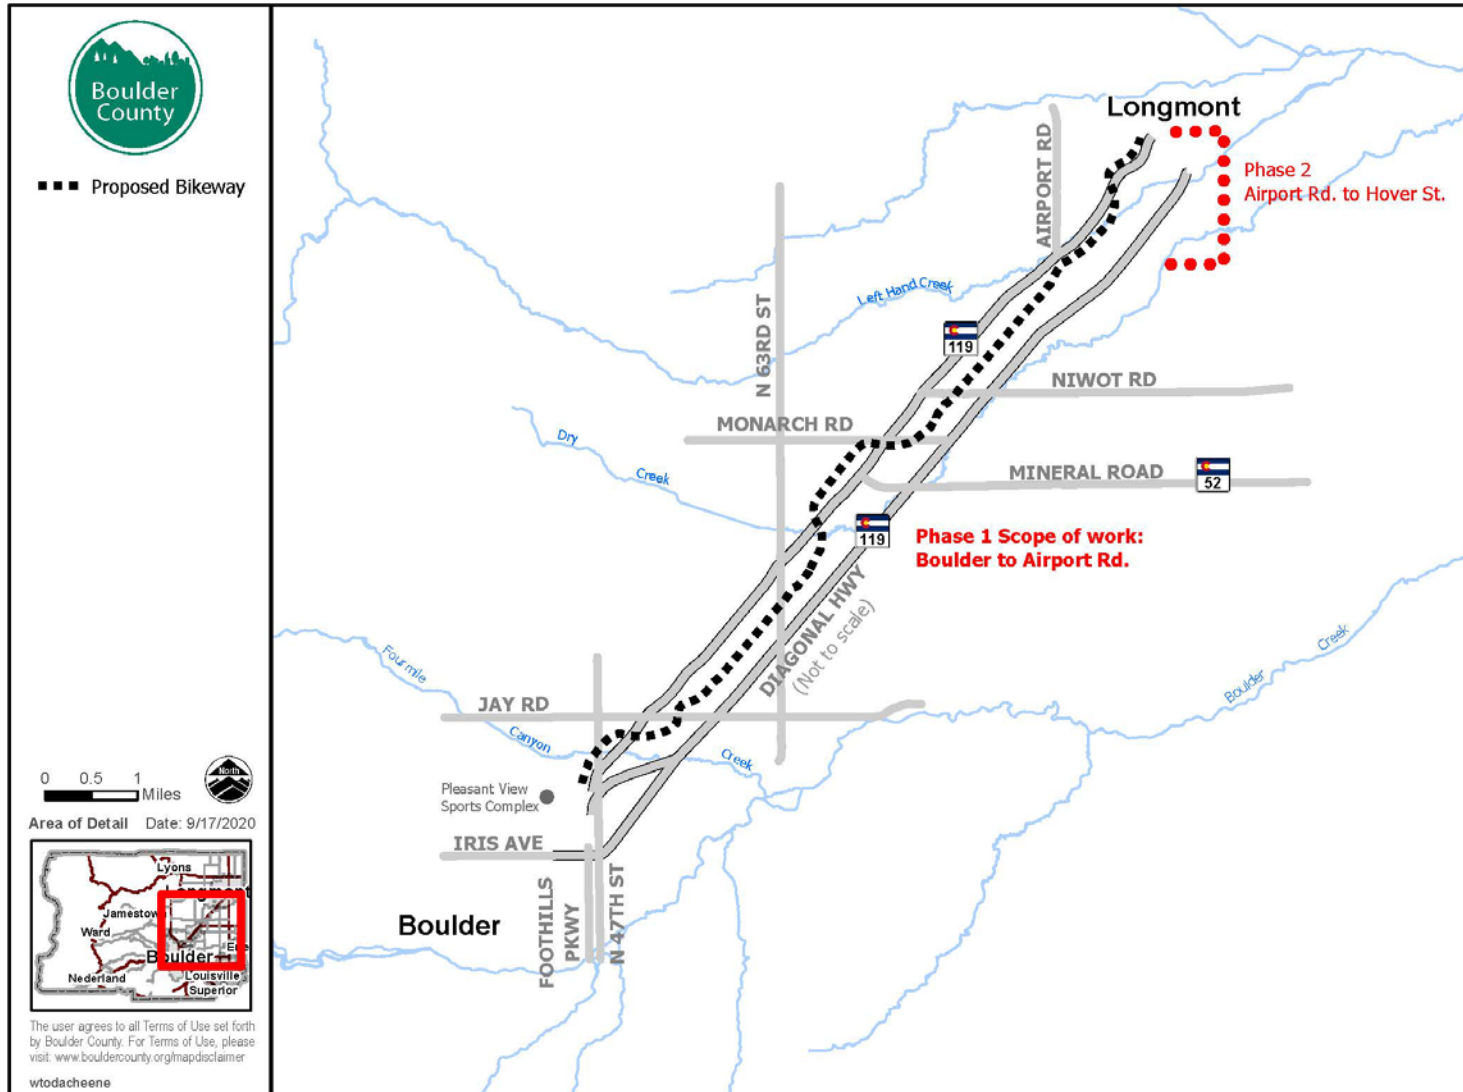 Boulder
County
Proposed Bikeway
0 0.5 1
Miles
North
Area of Detail Date: 9/17/2020
Lyons
Longmont
Jamestown
Ward
Boulder
Erie
Nederland
Louisville
Superior
The user agrees to all Terms of Use set forth
by Boulder County. For Terms of Use, please
visit: www.bouldercounty.org/mapdisclaimer
wtodacheene
Longmont
AIRPORT RD
Phase 2
Airport Rd. to Hover St.
N 63RD ST
Left Hand Creek
119
NIWOT RD
MONARCH RD
Dry
Creek
MINERAL ROAD
52
119
Phase 1 Scope of work:
Boulder to Airport Rd.
DIAGONAL HWY
(Not to scale)
Fourmile
Canyon
Creek
Boulder
Creek
JAY RD
Pleasant View
Sports Complex
IRIS AVE
FOOTHILLS
PKWY
N 47TH ST
Boulder